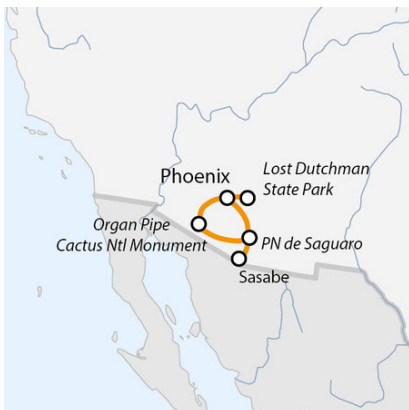 Phoenix
Lost Dutchman
State Park
Organ Pipe
Cactus Ntl Monument
PN de Saguaro
Sasabe